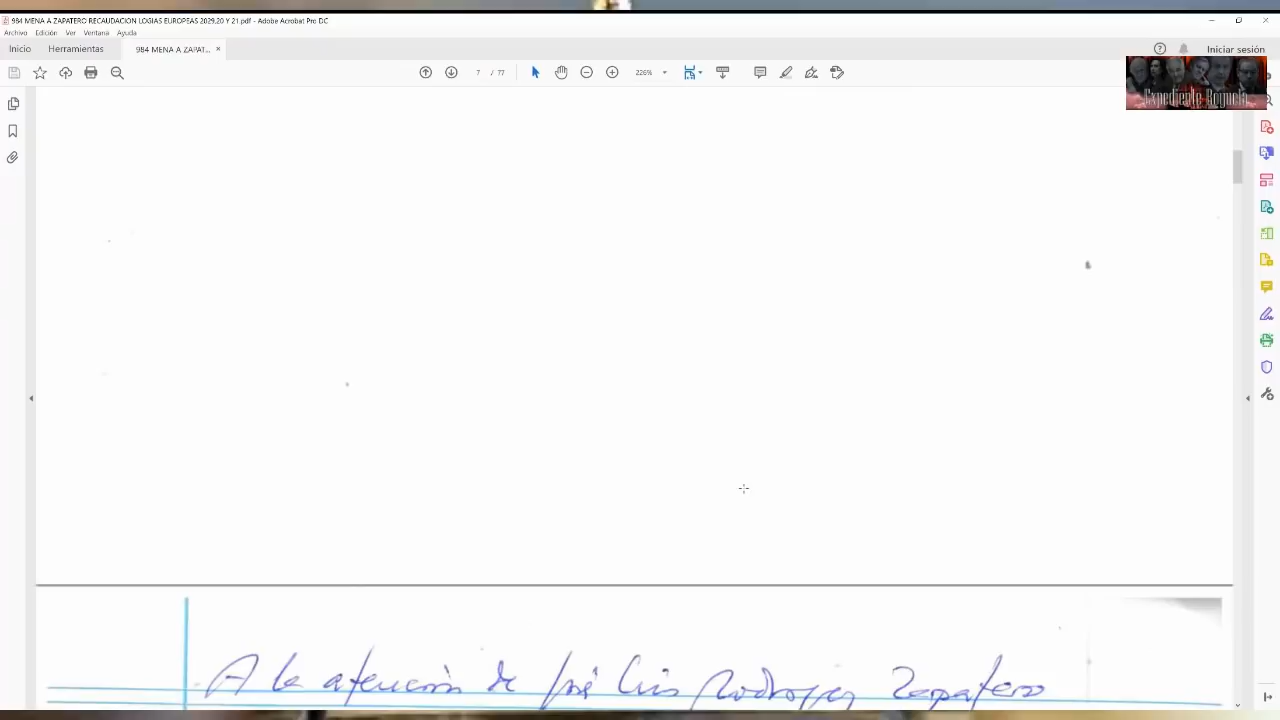 984 MENA A ZAPATERO RECAUDACION LOGIAS EUROPEAS 2029,20 Y 21.pdf - Adobe Acrobat Pro DC
Archivo Edición Ver Ventana Ayuda
Inicio Herramientas 984 MENA A ZAPAT... × Iniciar sesión
7 / 77 226%
Expediente Royuela
A la atención de José Luis Rodríguez Zapatero